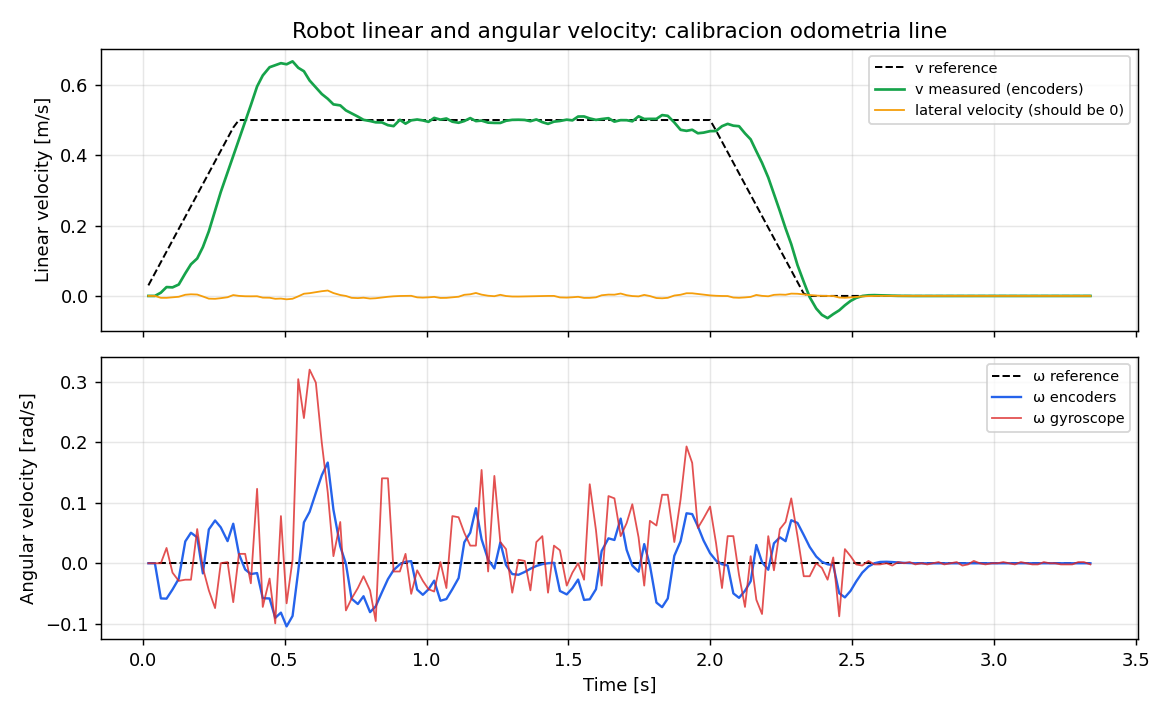 Robot linear and angular velocity: calibracion odometria line
Linear velocity [m/s]
0.6
0.4
0.2
0.0
v reference
v measured (encoders)
lateral velocity (should be 0)
Angular velocity [rad/s]
0.3
0.2
0.1
0.0
−0.1
ω reference
ω encoders
ω gyroscope
0.0 0.5 1.0 1.5 2.0 2.5 3.0 3.5
Time [s]